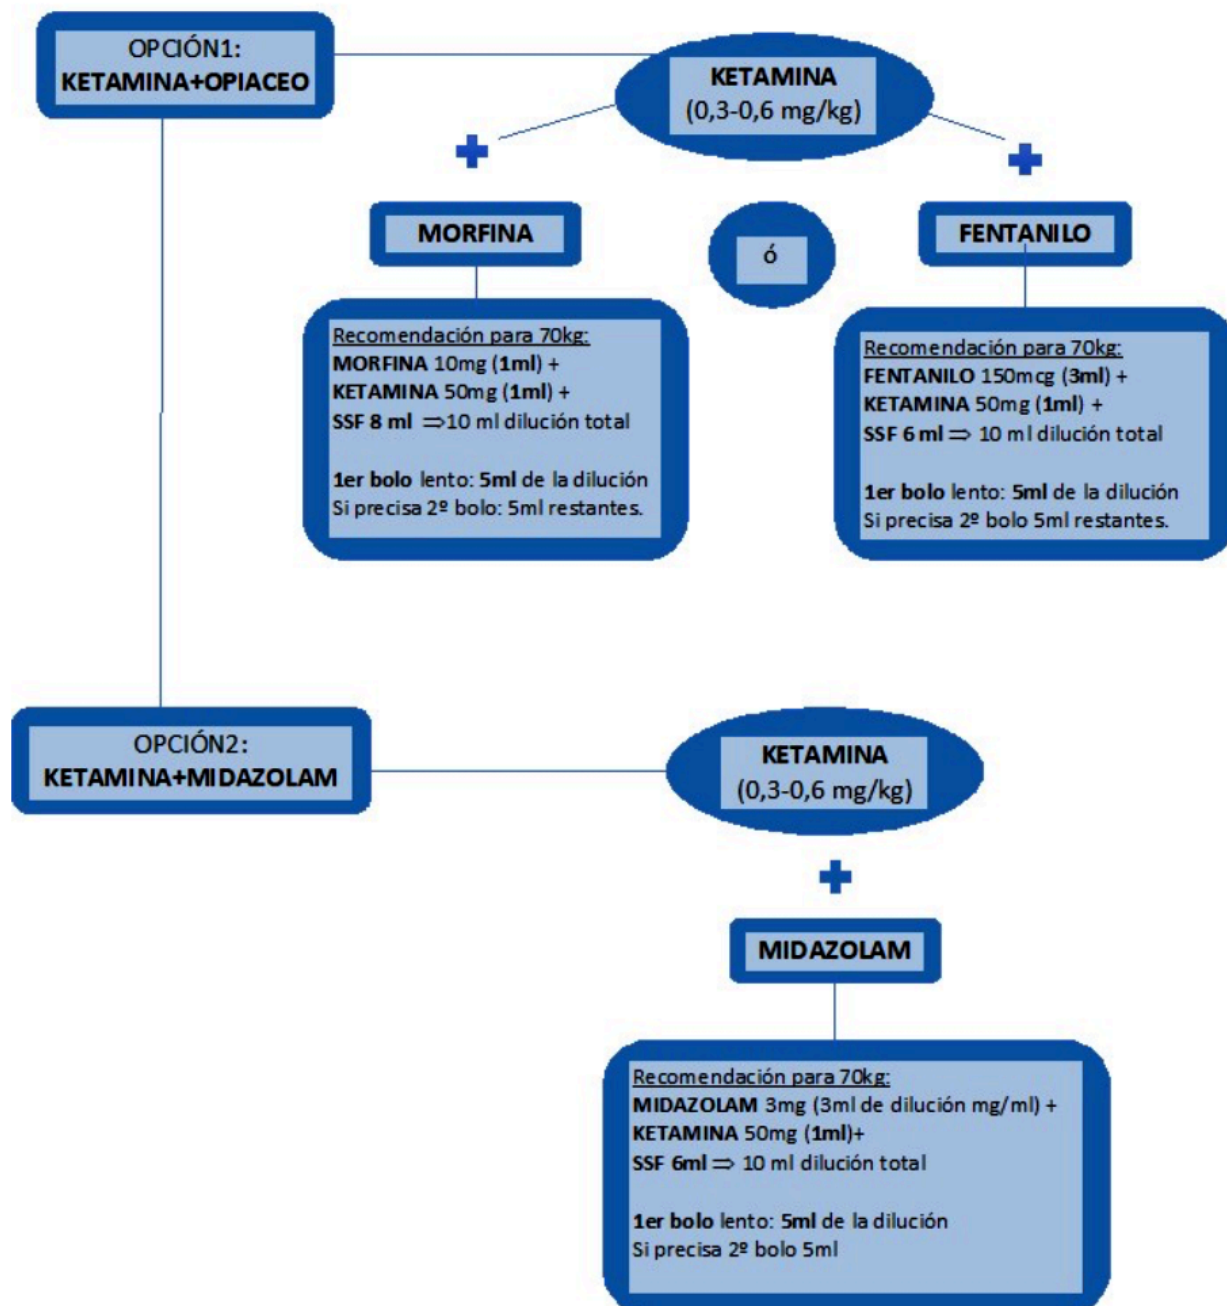 OPCIÓN1:
KETAMINA+OPIACEO
KETAMINA
(0,3-0,6 mg/kg)
MORFINA
ó
FENTANILO
Recomendación para 70kg:
MORFINA 10mg (1ml) +
KETAMINA 50mg (1ml) +
SSF 8 ml ⇒10 ml dilución total
1er bolo lento: 5ml de la dilución
Si precisa 2º bolo: 5ml restantes.
Recomendación para 70kg:
FENTANILO 150mcg (3ml) +
KETAMINA 50mg (1ml) +
SSF 6 ml ⇒ 10 ml dilución total
1er bolo lento: 5ml de la dilución
Si precisa 2º bolo 5ml restantes.
OPCIÓN2:
KETAMINA+MIDAZOLAM
KETAMINA
(0,3-0,6 mg/kg)
MIDAZOLAM
Recomendación para 70kg:
MIDAZOLAM 3mg (3ml de dilución mg/ml) +
KETAMINA 50mg (1ml)+
SSF 6ml ⇒ 10 ml dilución total
1er bolo lento: 5ml de la dilución
Si precisa 2º bolo 5ml